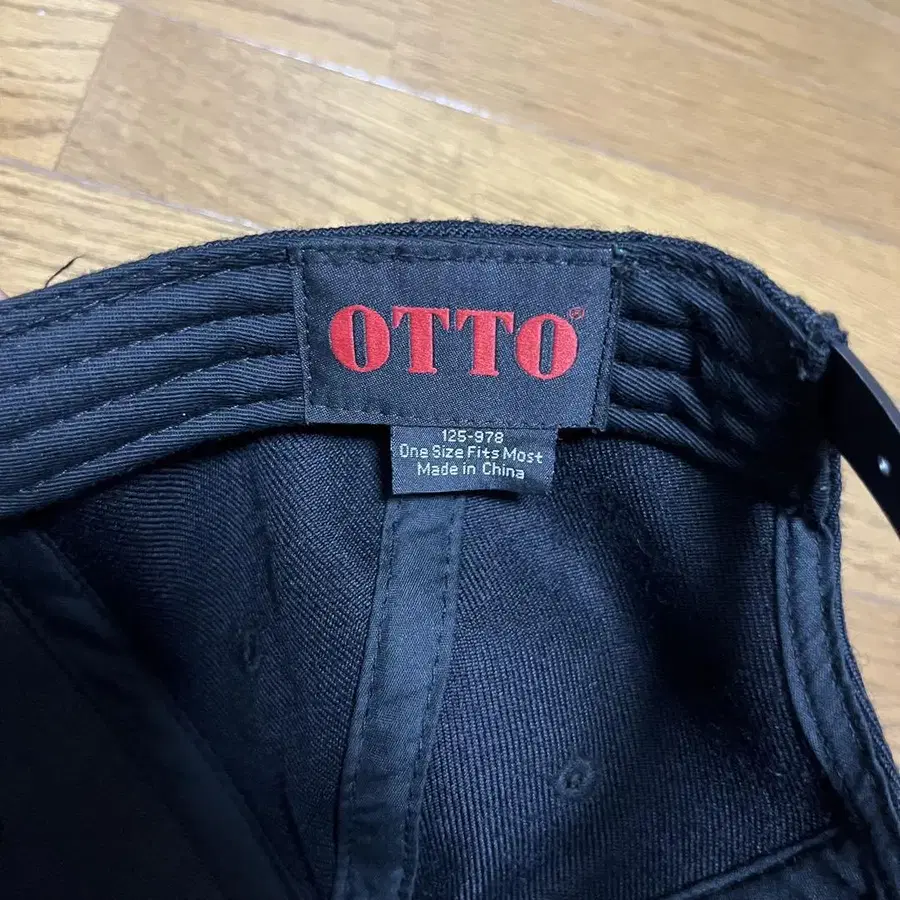 OTTO®
125-978
One Size Fits Most
Made in China